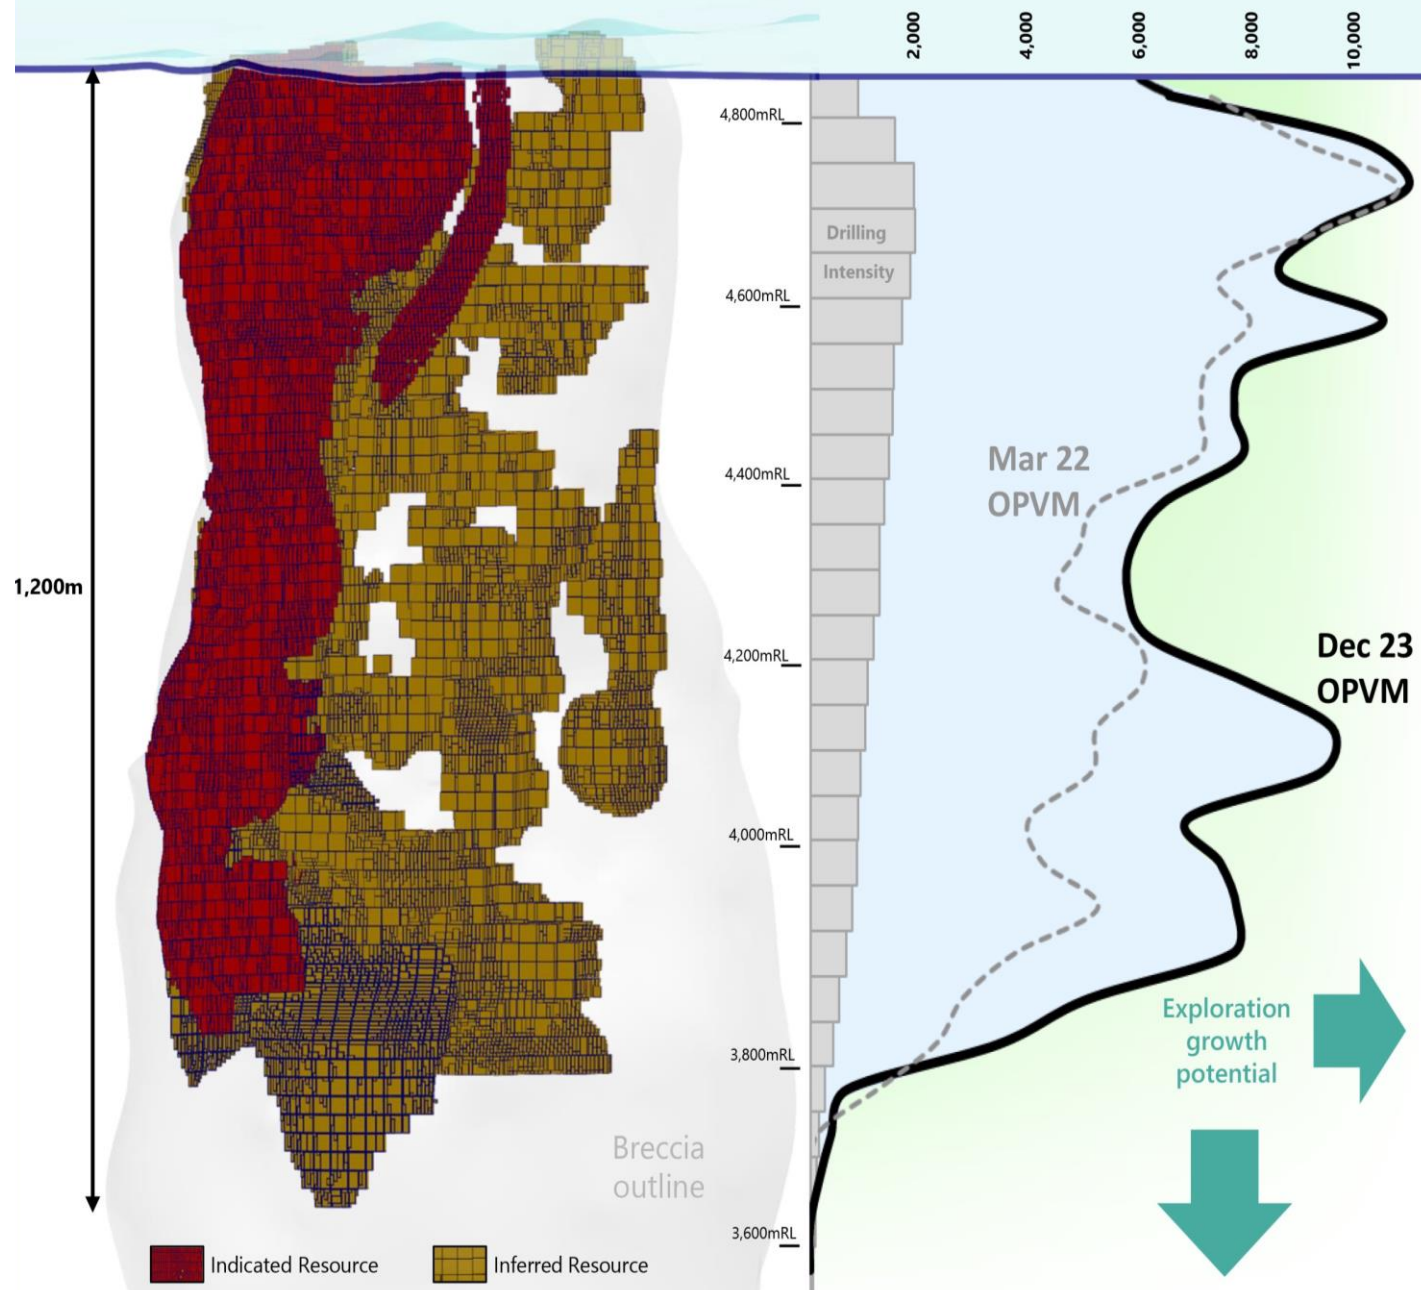 2,000
4,000
6,000
8,000
10,000
4,800mRL
Drilling
Intensity
4,600mRL
Mar 22
OPVM
4,400mRL
1,200m
Dec 23
OPVM
4,200mRL
4,000mRL
Exploration
growth
potential
3,800mRL
Breccia
outline
3,600mRL
Indicated Resource
Inferred Resource